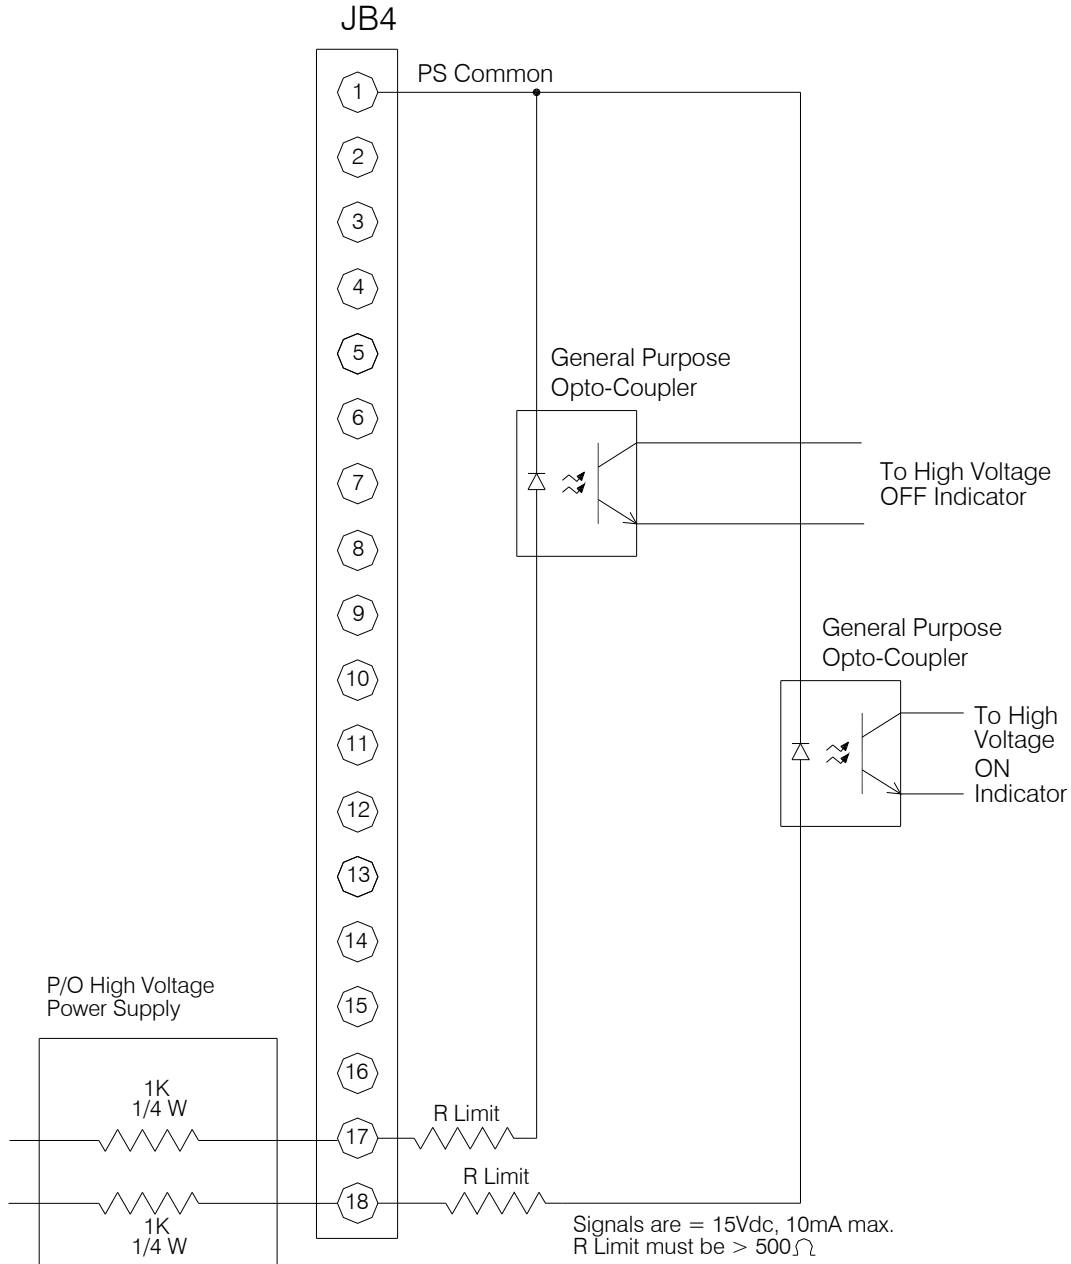 JB4
PS Common
1
2
3
4
5
6
7
8
9
10
11
12
13
14
15
16
17
18
General Purpose
Opto-Coupler
To High Voltage
OFF Indicator
General Purpose
Opto-Coupler
To High
Voltage
ON
Indicator
P/O High Voltage
Power Supply
1K
1/4 W
R Limit
R Limit
1K
1/4 W
Signals are = 15Vdc, 10mA max.
R Limit must be > 500Ω